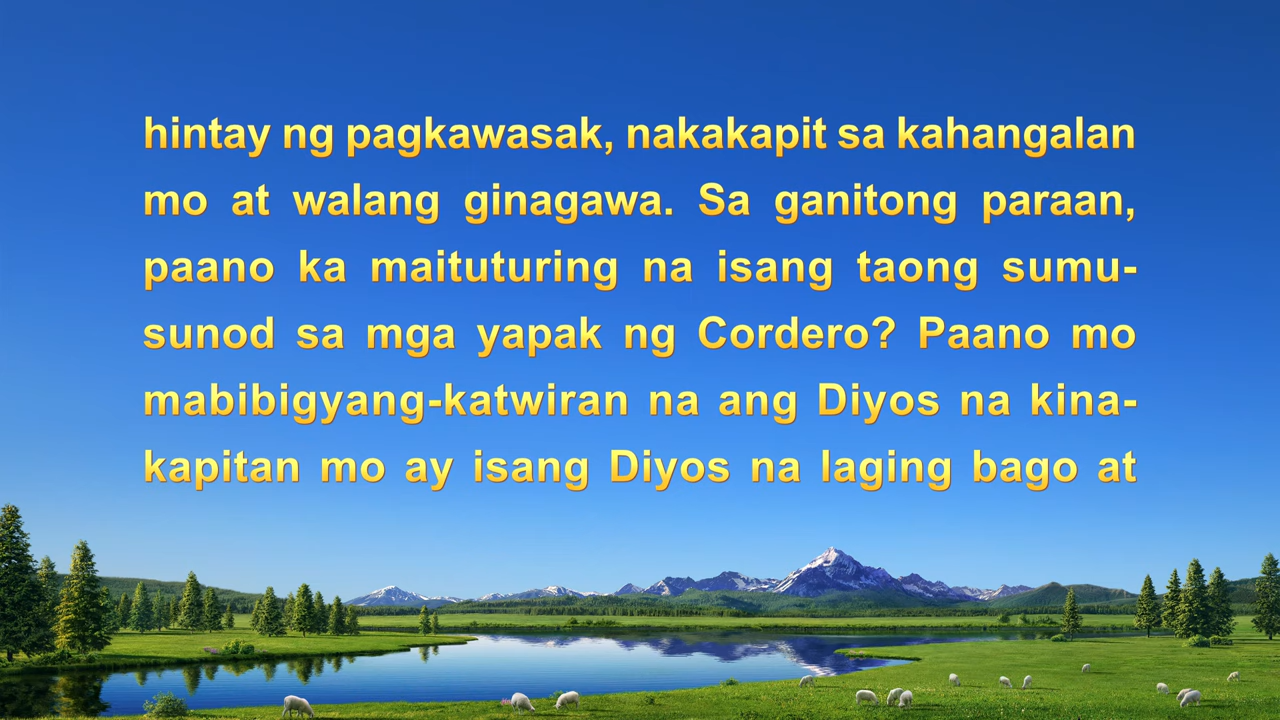 hintay ng pagkawasak, nakakapit sa kahangalan
mo at walang ginagawa. Sa ganitong paraan,
paano ka maituturing na isang taong sumu-
sunod sa mga yapak ng Cordero? Paano mo
mabibigyang-katwiran na ang Diyos na kina-
kapitan mo ay isang Diyos na laging bago at